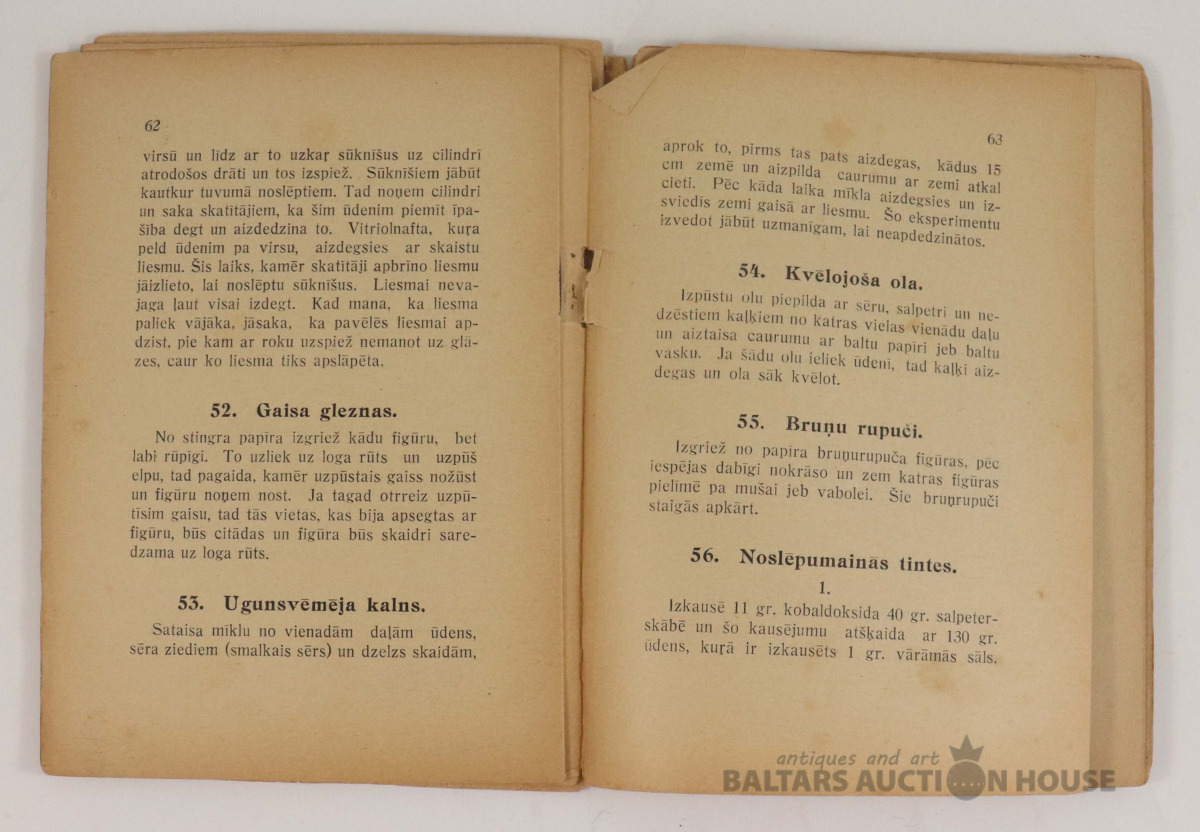 62
virsū un līdz ar to uzkaŗ sūknīšus uz cilindrī
atrodošos drāti un tos izspiež. Sūknīšiem jābūt
kautkur tuvumā noslēptiem. Tad noņem cilindri
un saka skatītājiem, ka šim ūdenim piemīt īpa-
šība degt un aizdedzina to. Vitriolnafta, kuŗa
peld ūdenim pa virsu, aizdegsies ar skaistu
liesmu. Šis laiks, kamēr skatītāji apbrīno liesmu
jāizlieto, lai noslēptu sūknīšus. Liesmai neva-
jaga ļaut visai izdegt. Kad mana, ka liesma
paliek vājāka, jāsaka, ka pavēlēs liesmai ap-
dzist, pie kam ar roku uzspiež nemanot uz glā-
zes, caur ko liesma tiks apslāpēta.
52. Gaisa gleznas.
No stingra papīra izgriež kādu figūru, bet
labi rūpīgi. To uzliek uz loga rūts un uzpūš
elpu, tad pagaida, kamēr uzpūstais gaiss nožūst
un figūru noņem nost. Ja tagad otrreiz uzpū-
tīsim gaisu, tad tās vietas, kas bija apsegtas ar
figūru, būs citādas un figūra būs skaidri sare-
dzama uz loga rūts.
53. Ugunsvēmēja kalns.
Sataisa mīklu no vienadām daļām ūdens,
sēra ziediem (smalkais sērs) un dzelzs skaidām,
63
aprok to, pirms tas pats aizdegas, kādus 15
cm zemē un aizpilda caurumu ar zemi atkal
cieti. Pēc kāda laika mīkla aizdegsies un iz-
sviedīs zemi gaisā ar liesmu. Šo eksperimentu
izvedot jābūt uzmanīgam, lai neapdedzinātos.
54. Kvēlojoša ola.
Izpūstu olu piepilda ar sēru, salpetri un ne-
dzēstiem kaļķiem no katras vielas vienādu daļu
un aiztaisa caurumu ar baltu papīri jeb baltu
vasku. Ja šādu olu ieliek ūdenī, tad kaļķi aiz-
degas un ola sāk kvēlot.
55. Bruņu rupuči.
Izgriež no papīra bruņurupuča figūras, pēc
iespējas dabīgi nokrāso un zem katras figūras
pielīmē pa mušai jeb vabolei. Šie bruņrupuči
staigās apkārt.
56. Noslēpumainās tintes.
1.
Izkausē 11 gr. kobaldoksida 40 gr. salpeter-
skābē un šo kausējumu atšķaida ar 130 gr.
ūdens, kuŗā ir izkausēts 1 gr. vārāmās sāls.
antiques and art
BALTARS AUCTION HOUSE